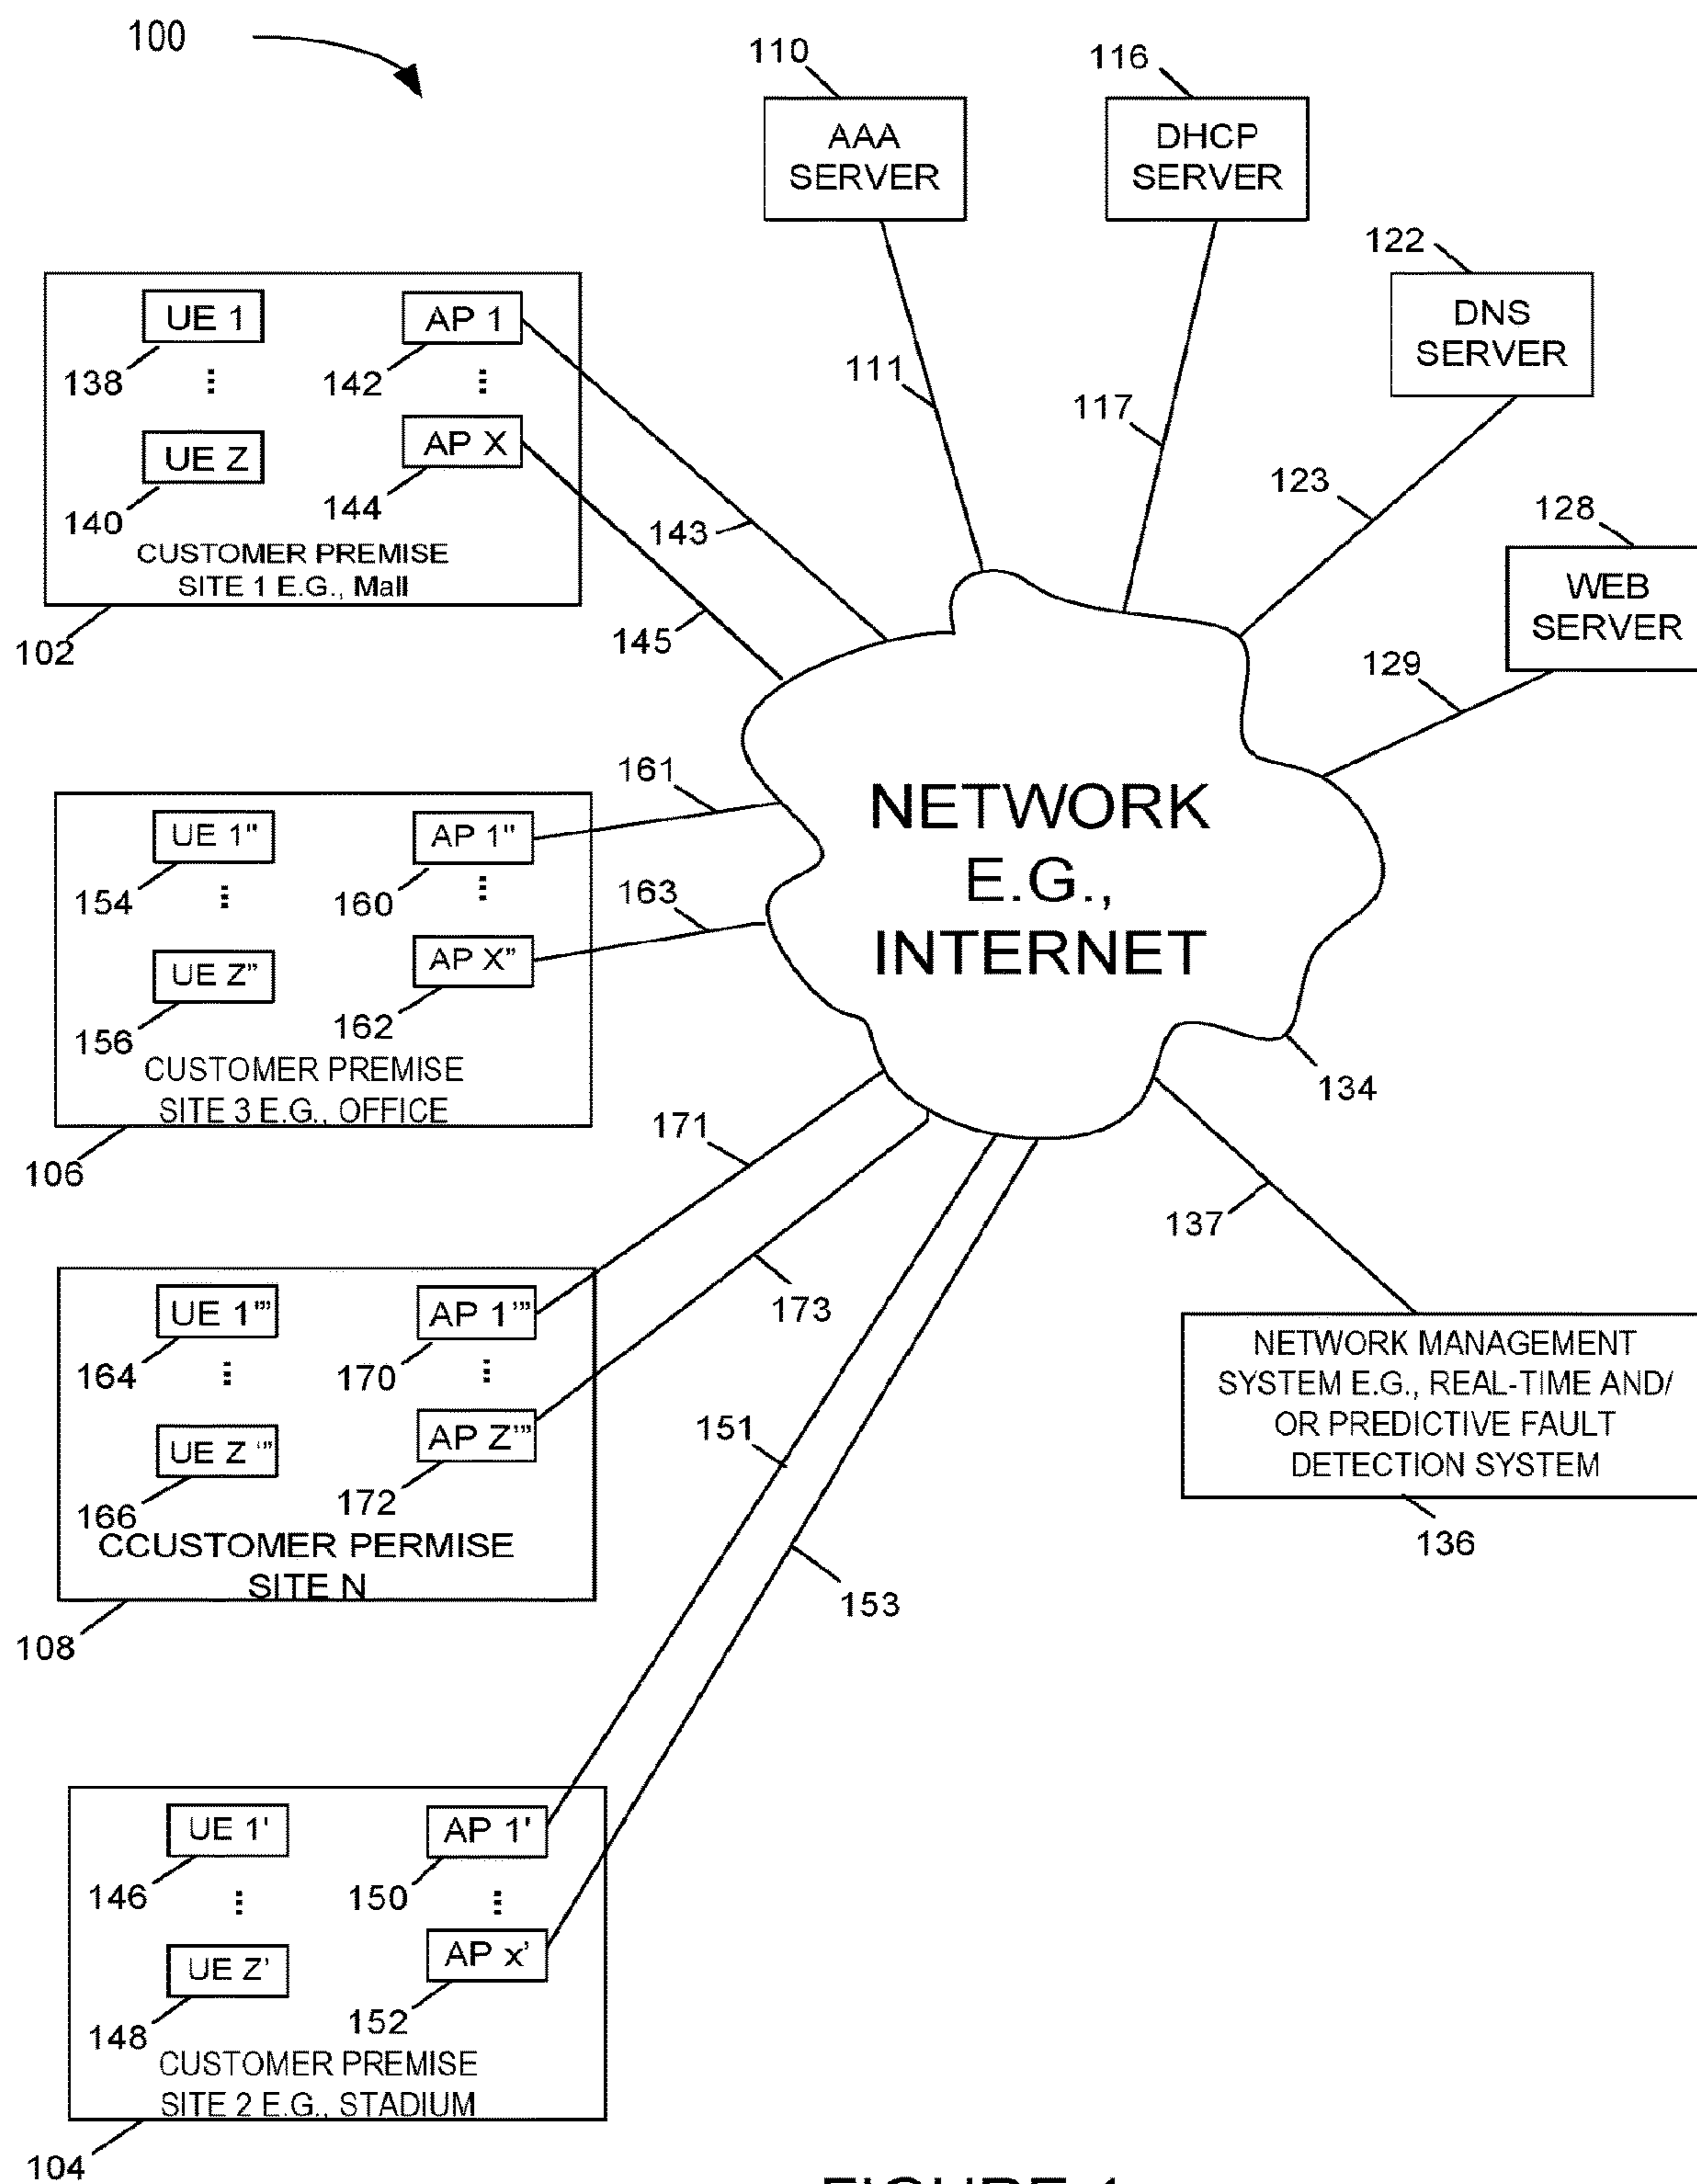 100
110
116
AAA
SERVER
DHCP
SERVER
122
DNS
SERVER
111
117
123
128
WEB
SERVER
129
UE 1
AP 1
138
142
UE Z
AP X
140
144
CUSTOMER PREMISE
SITE 1 E.G., Mall
102
143
145
NETWORK
E.G.,
INTERNET
134
161
163
UE 1"
AP 1"
154
160
UE Z"
AP X"
156
162
CUSTOMER PREMISE
SITE 3 E.G., OFFICE
106
171
173
137
UE 1'"
AP 1'"
164
170
UE Z '"
AP Z'"
166
172
CCUSTOMER PERMISE
SITE N
108
151
153
NETWORK MANAGEMENT
SYSTEM E.G., REAL-TIME AND/
OR PREDICTIVE FAULT
DETECTION SYSTEM
136
UE 1'
AP 1'
146
150
UE Z'
AP x'
148
152
CUSTOMER PREMISE
SITE 2 E.G., STADIUM
104
FIGURE 1